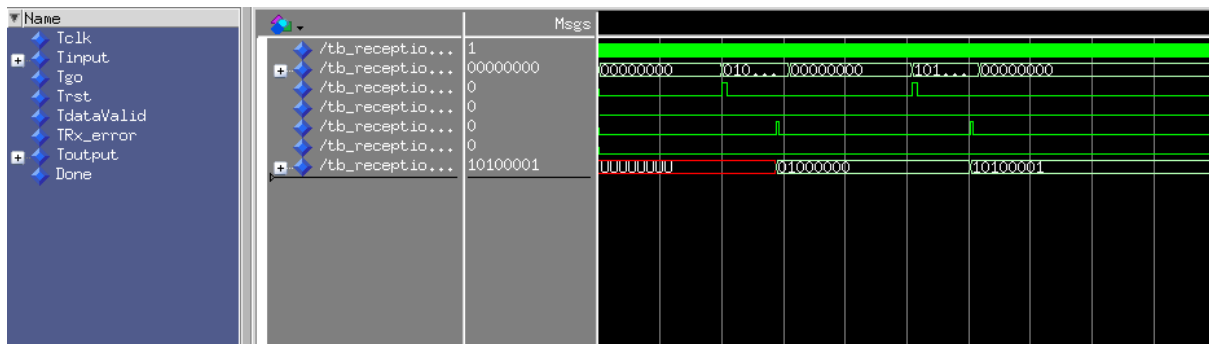 Name
Tclk
Tinput
Tgo
Trst
TdataValid
TRx_error
Toutput
Done
Msgs
/tb_receptio... 1
/tb_receptio... 00000000 00000000 010... 00000000 101... 00000000
/tb_receptio... 0
/tb_receptio... 0
/tb_receptio... 0
/tb_receptio... 0
/tb_receptio... 10100001 UUUUUUUU 01000000 10100001